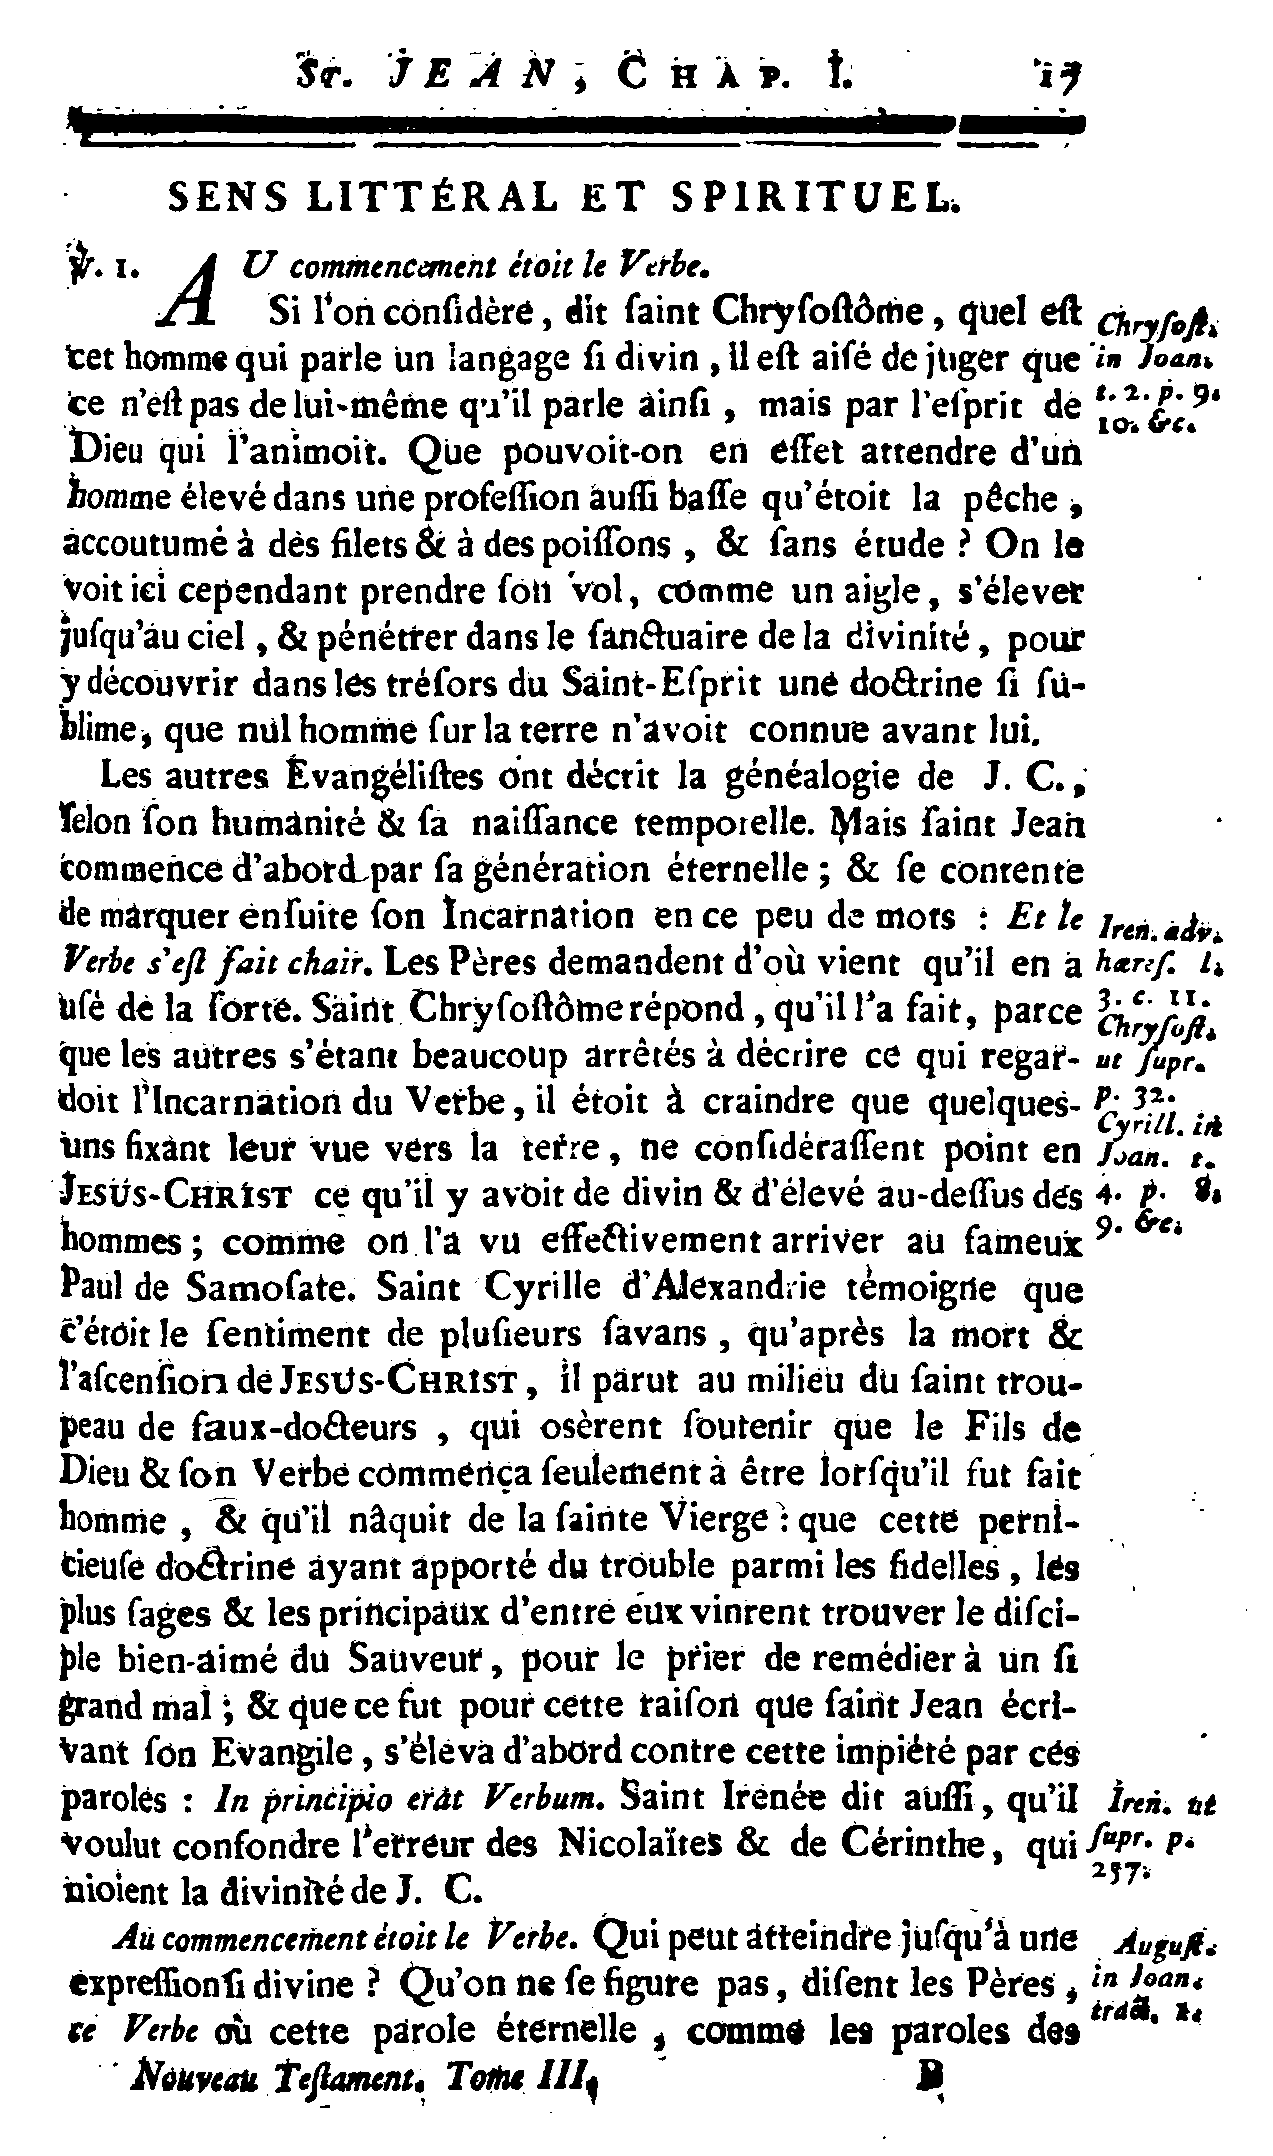 St. JEAN, CHAP. I. 17
SENS LITTÉRAL ET SPIRITUEL.
℣. 1. AU commencement étoit le Verbe.
Si l'on conſidère, dit ſaint Chryſoſtôme, quel eſt
cet homme qui parle un langage ſi divin, il eſt aiſé de juger que
ce n'eſt pas de lui-même qu'il parle ainſi, mais par l'eſprit de
Dieu qui l'animoit. Que pouvoit-on en effet attendre d'un
homme élevé dans une profeſſion auſſi baſſe qu'étoit la pêche,
accoutumé à des filets & à des poiſſons, & ſans étude ? On le
voit ici cependant prendre ſon vol, comme un aigle, s'élever
juſqu'au ciel, & pénétrer dans le ſanctuaire de la divinité, pour
y découvrir dans les tréſors du Saint-Eſprit une doctrine ſi ſu-
blime, que nul homme ſur la terre n'avoit connue avant lui.
Chryſoſt.
in Joan.
t. 2. p. 9.
10. &c.
Les autres Evangéliſtes ont décrit la généalogie de J. C.,
ſelon ſon humanité & ſa naiſſance temporelle. Mais ſaint Jean
commence d'abord par ſa génération éternelle ; & ſe contente
de marquer enſuite ſon Incarnation en ce peu de mots : Et le
Verbe s'eſt fait chair. Les Pères demandent d'où vient qu'il en a
uſé de la ſorte. Saint Chryſoſtôme répond, qu'il l'a fait, parce
que les autres s'étant beaucoup arrêtés à décrire ce qui regar-
doit l'Incarnation du Verbe, il étoit à craindre que quelques-
uns fixant leur vue vers la terre, ne conſidéraſſent point en
JESUS-CHRIST ce qu'il y avoit de divin & d'élevé au-deſſus des
hommes ; comme on l'a vu effectivement arriver au fameux
Paul de Samoſate. Saint Cyrille d'Alexandrie témoigne que
c'étoit le ſentiment de pluſieurs ſavans, qu'après la mort &
l'aſcenſion de JESUS-CHRIST, il parut au milieu du ſaint trou-
peau de faux-docteurs, qui osèrent ſoutenir que le Fils de
Dieu & ſon Verbe commença ſeulement à être lorſqu'il fut fait
homme, & qu'il nâquit de la ſainte Vierge : que cette perni-
cieuſe doctrine ayant apporté du trouble parmi les fidelles, les
plus ſages & les principaux d'entre eux vinrent trouver le diſci-
ple bien-aimé du Sauveur, pour le prier de remédier à un ſi
grand mal ; & que ce fut pour cette raiſon que ſaint Jean écri-
vant ſon Evangile, s'éleva d'abord contre cette impiété par ces
paroles : In principio erat Verbum. Saint Irénée dit auſſi, qu'il
voulut confondre l'erreur des Nicolaïtes & de Cérinthe, qui
nioient la divinité de J. C.
Iren. adv.
hæreſ. l.
3. c. 11.
Chryſoſt.
ut ſupr.
p. 32.
Cyrill. in
Joan. t.
4. p. 8.
9. &c.
Iren. ut
ſupr. p.
257.
Au commencement étoit le Verbe. Qui peut atteindre juſqu'à une
expreſſion ſi divine ? Qu'on ne ſe figure pas, diſent les Pères,
ce Verbe où cette parole éternelle, comme les paroles des
Auguſt.
in Joan.
tract.
Nouveau Teſtament. Tome III. B